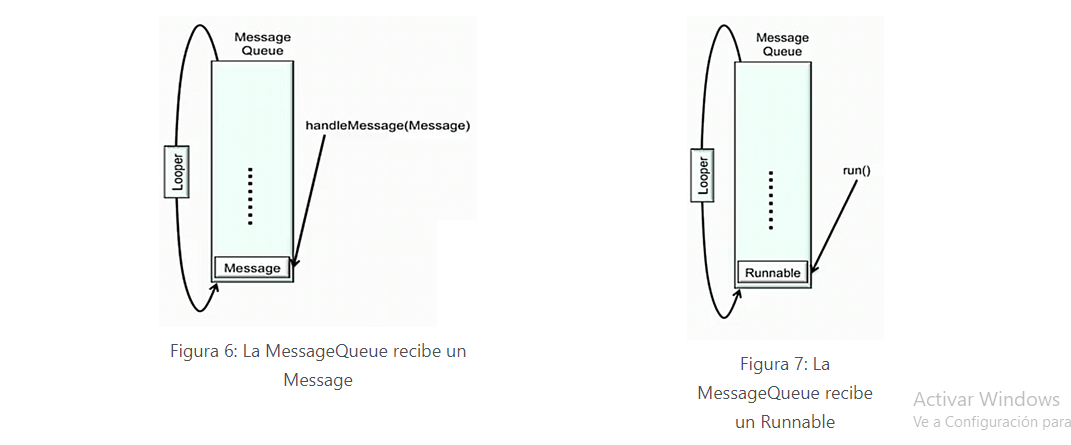 Message
Queue
handleMessage(Message)
Looper
Message
Figura 6: La MessageQueue recibe un
Message
Message
Queue
run()
Looper
Runnable
Figura 7: La
MessageQueue recibe
un Runnable
Activar Windows
Ve a Configuración para